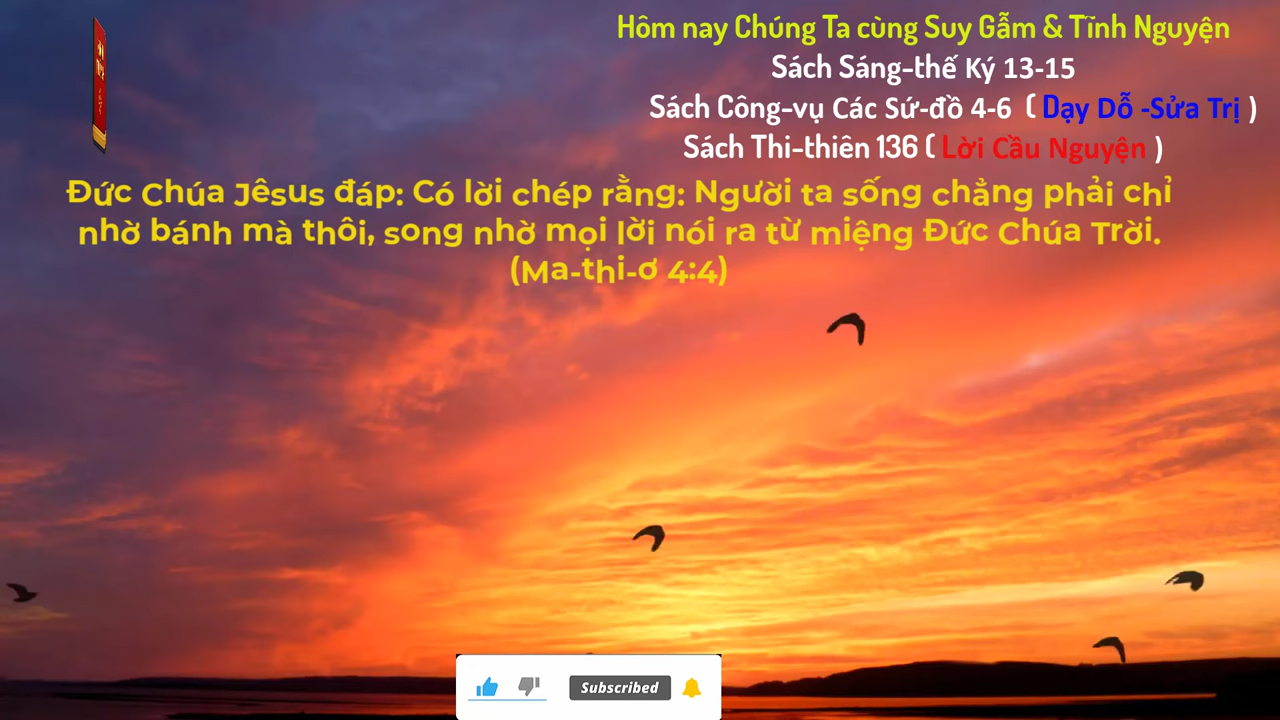 Hôm nay Chúng Ta cùng Suy Gẫm & Tĩnh Nguyện
Sách Sáng-thế Ký 13-15
Sách Công-vụ Các Sứ-đồ 4-6 ( Dạy Dỗ -Sửa Trị )
Sách Thi-thiên 136 ( Lời Cầu Nguyện )
Đức Chúa Jêsus đáp: Có lời chép rằng: Người ta sống chẳng phải chỉ
nhờ bánh mà thôi, song nhờ mọi lời nói ra từ miệng Đức Chúa Trời.
(Ma-thi-ơ 4:4)
Subscribed